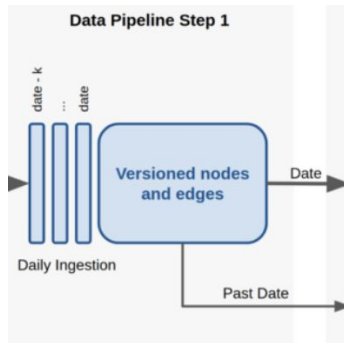 Data Pipeline Step 1
date - k
...
date
Versioned nodes
and edges
Date
Daily Ingestion
Past Date